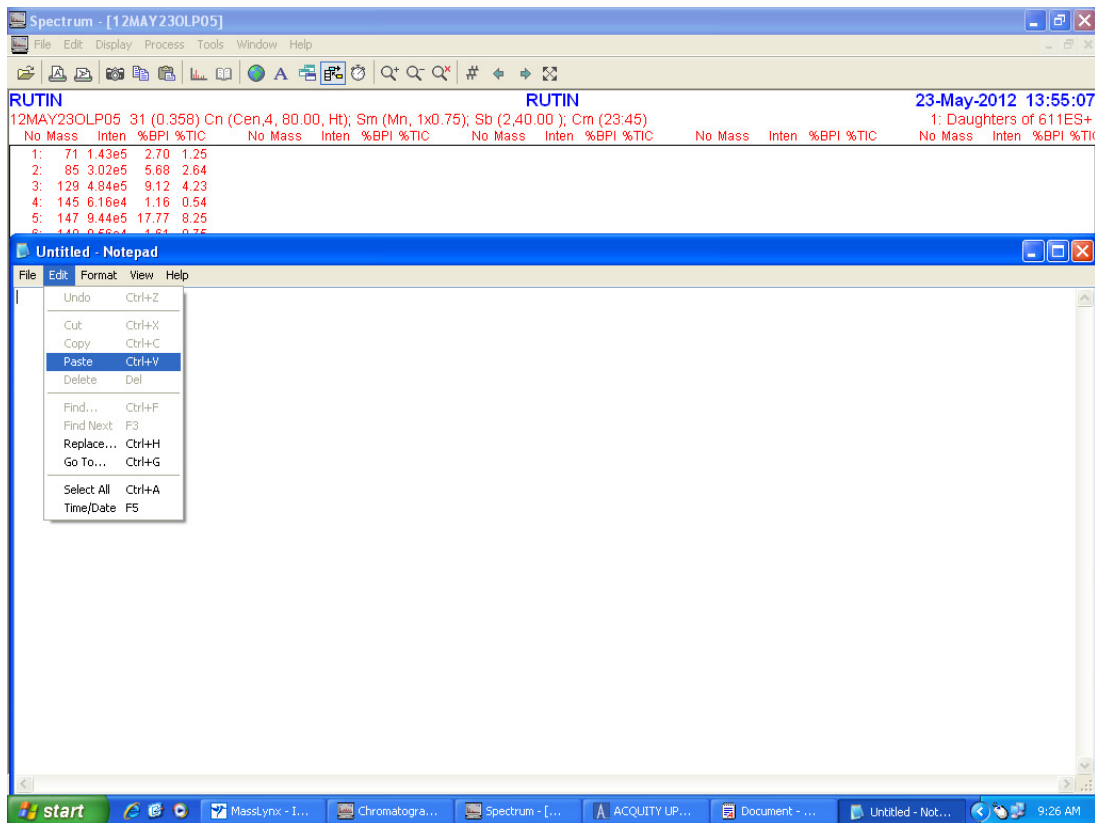 Spectrum - [12MAY23OLP05]
File Edit Display Process Tools Window Help
RUTIN RUTIN 23-May-2012 13:55:07
12MAY23OLP05 31 (0.358) Cn (Cen,4, 80.00, Ht); Sm (Mn, 1x0.75); Sb (2,40.00 ); Cm (23:45) 1: Daughters of 611ES+
No Mass Inten %BPI %TIC No Mass Inten %BPI %TIC No Mass Inten %BPI %TIC No Mass Inten %BPI %TIC No Mass Inten %BPI %TI
1: 71 1.43e5 2.70 1.25
2: 85 3.02e5 5.68 2.64
3: 129 4.84e5 9.12 4.23
4: 145 6.16e4 1.16 0.54
5: 147 9.44e5 17.77 8.25
Untitled - Notepad
File Edit Format View Help
Undo Ctrl+Z
Cut Ctrl+X
Copy Ctrl+C
Paste Ctrl+V
Delete Del
Find... Ctrl+F
Find Next F3
Replace... Ctrl+H
Go To... Ctrl+G
Select All Ctrl+A
Time/Date F5
start MassLynx - I... Chromatogra... Spectrum - [... ACQUITY UP... Document - ... Untitled - Not... 9:26 AM